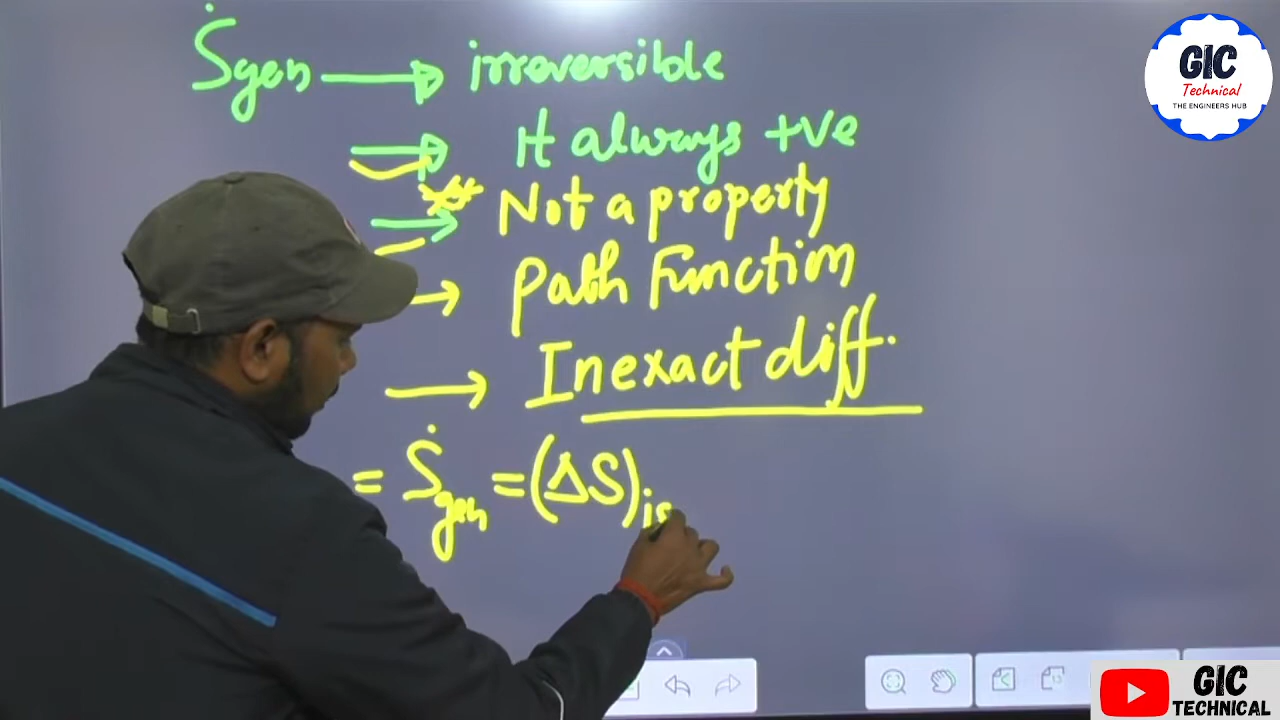 Ṡgen → irreversible
GIC
Technical
THE ENGINEERS HUB
→ It always +ve
→ ** Not a property
→ Path Function
→ Inexact diff.
= Ṡgen = (ΔS)is
GIC
TECHNICAL